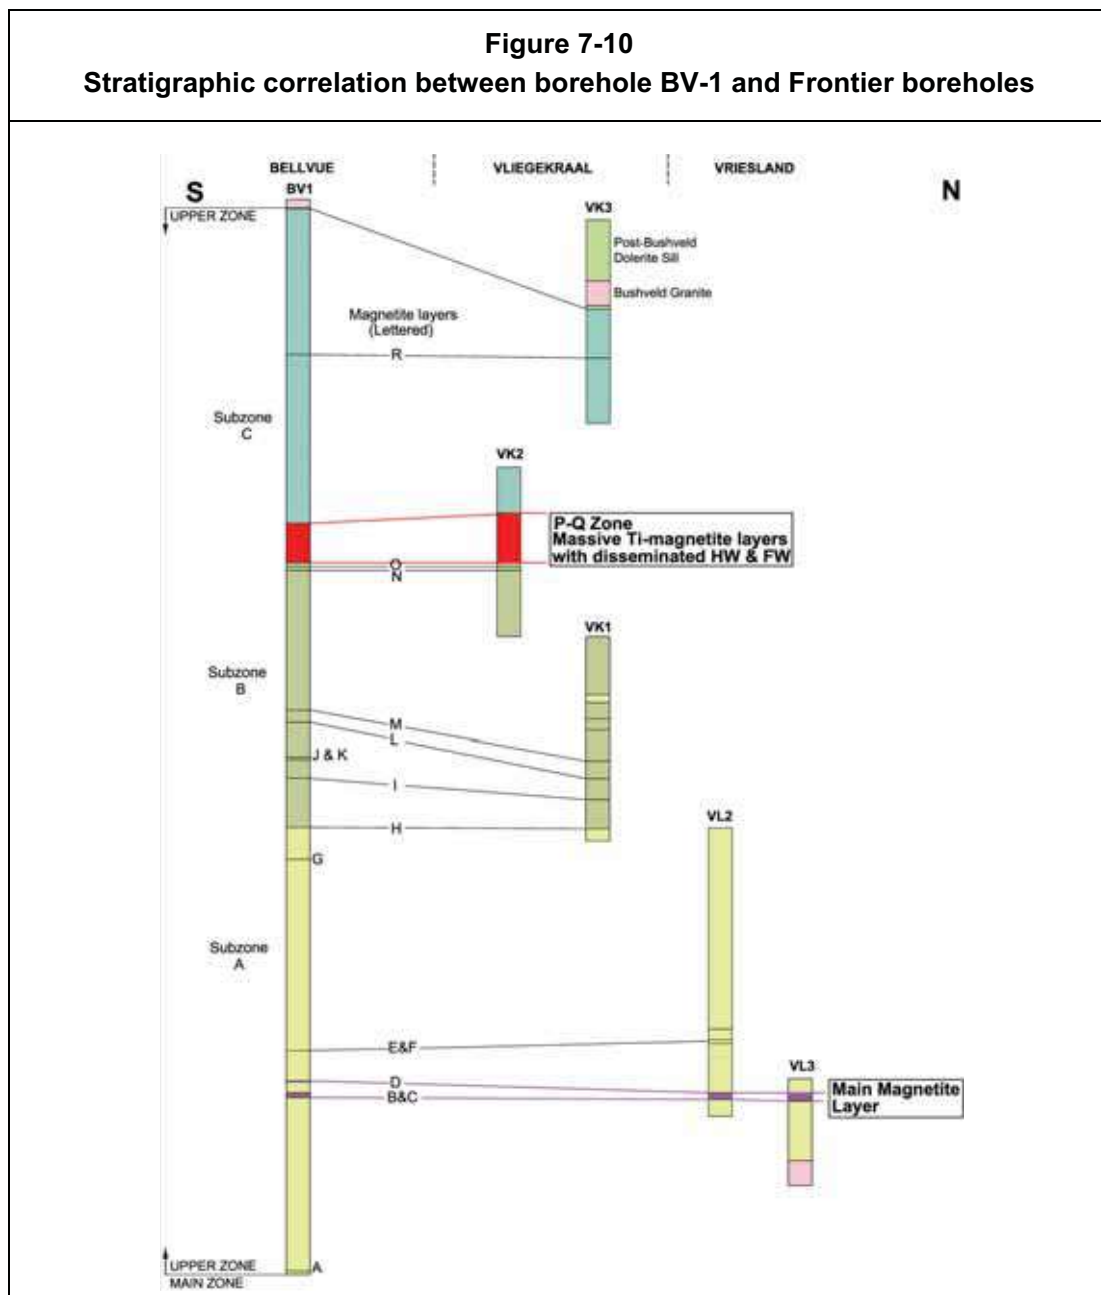 Figure 7-10
Stratigraphic correlation between borehole BV-1 and Frontier boreholes
BELLVUE
VLIEGEKRAAL
VRIESLAND
S
N
BV1
UPPER ZONE
VK3
Post-Bushveld
Dolerite Sill
Bushveld Granite
Magnetite layers
(Lettered)
R
Subzone
C
VK2
P-Q Zone
Massive Ti-magnetite layers
with disseminated HW & FW
O
N
VK1
Subzone
B
M
L
J & K
I
H
VL2
G
Subzone
A
E&F
VL3
D
B&C
Main Magnetite
Layer
UPPER ZONE
A
MAIN ZONE